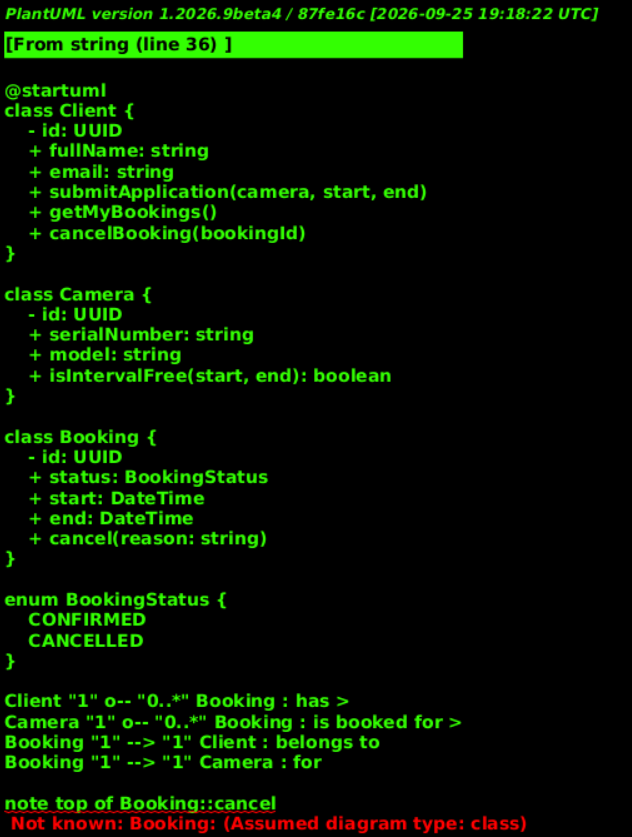 PlantUML version 1.2026.9beta4 / 87fe16c [2026-09-25 19:18:22 UTC]
[From string (line 36) ]
@startuml
class Client {
- id: UUID
+ fullName: string
+ email: string
+ submitApplication(camera, start, end)
+ getMyBookings()
+ cancelBooking(bookingId)
}
class Camera {
- id: UUID
+ serialNumber: string
+ model: string
+ isIntervalFree(start, end): boolean
}
class Booking {
- id: UUID
+ status: BookingStatus
+ start: DateTime
+ end: DateTime
+ cancel(reason: string)
}
enum BookingStatus {
CONFIRMED
CANCELLED
}
Client "1" o-- "0..*" Booking : has >
Camera "1" o-- "0..*" Booking : is booked for >
Booking "1" --> "1" Client : belongs to
Booking "1" --> "1" Camera : for
note top of Booking::cancel
Not known: Booking: (Assumed diagram type: class)